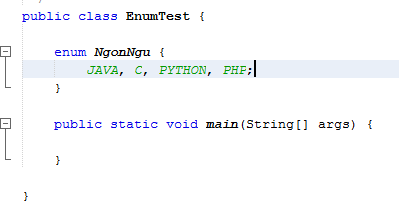 public class EnumTest {
enum NgonNgu {
JAVA, C, PYTHON, PHP;
}
public static void main(String[] args) {
}
}